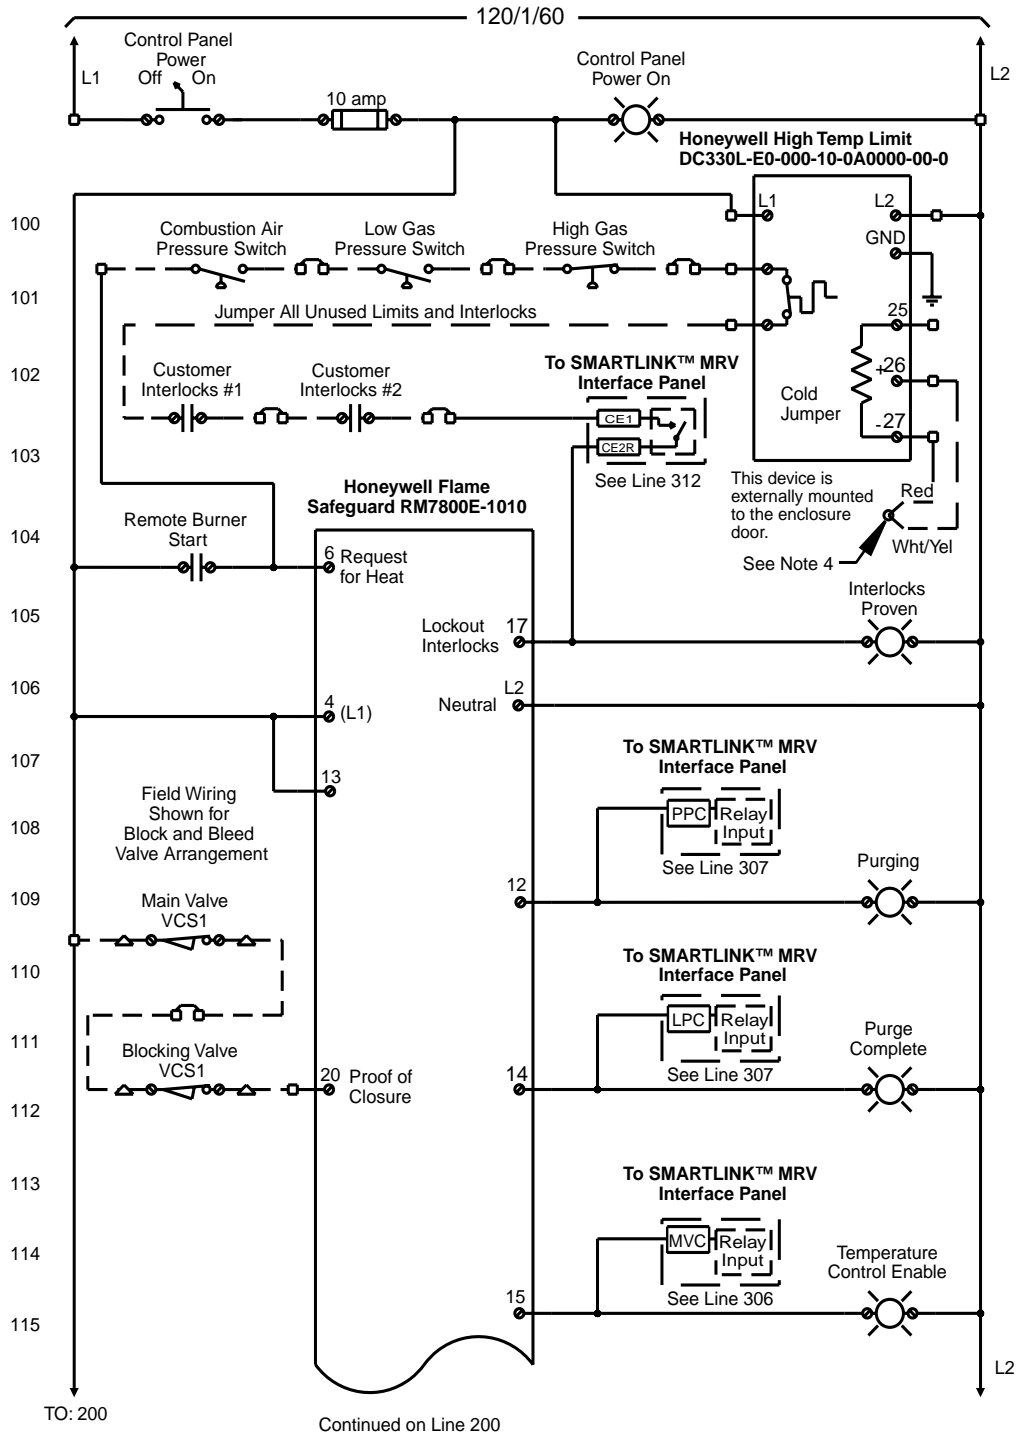 120/1/60
Control Panel
Power
Off On
L1
10 amp
Control Panel
Power On
L2
Honeywell High Temp Limit
DC330L-E0-000-10-0A0000-00-0
100
L1
L2
GND
Combustion Air
Pressure Switch
Low Gas
Pressure Switch
High Gas
Pressure Switch
101
Jumper All Unused Limits and Interlocks
25
102
Customer
Interlocks #1
Customer
Interlocks #2
To SMARTLINK™ MRV
Interface Panel
CE1
CE2R
See Line 312
+26
Cold
Jumper
-27
103
Honeywell Flame
Safeguard RM7800E-1010
This device is
externally mounted
to the enclosure
door.
Red
Wht/Yel
See Note 4
104
Remote Burner
Start
6 Request
for Heat
Interlocks
Proven
105
Lockout
Interlocks
17
106
4
(L1)
Neutral
L2
107
13
To SMARTLINK™ MRV
Interface Panel
Field Wiring
Shown for
Block and Bleed
Valve Arrangement
108
PPC
Relay
Input
See Line 307
Purging
109
Main Valve
VCS1
12
110
To SMARTLINK™ MRV
Interface Panel
111
LPC
Relay
Input
See Line 307
Purge
Complete
Blocking Valve
VCS1
20 Proof of
Closure
14
112
113
To SMARTLINK™ MRV
Interface Panel
114
MVC
Relay
Input
See Line 306
Temperature
Control Enable
15
115
L2
TO: 200
Continued on Line 200